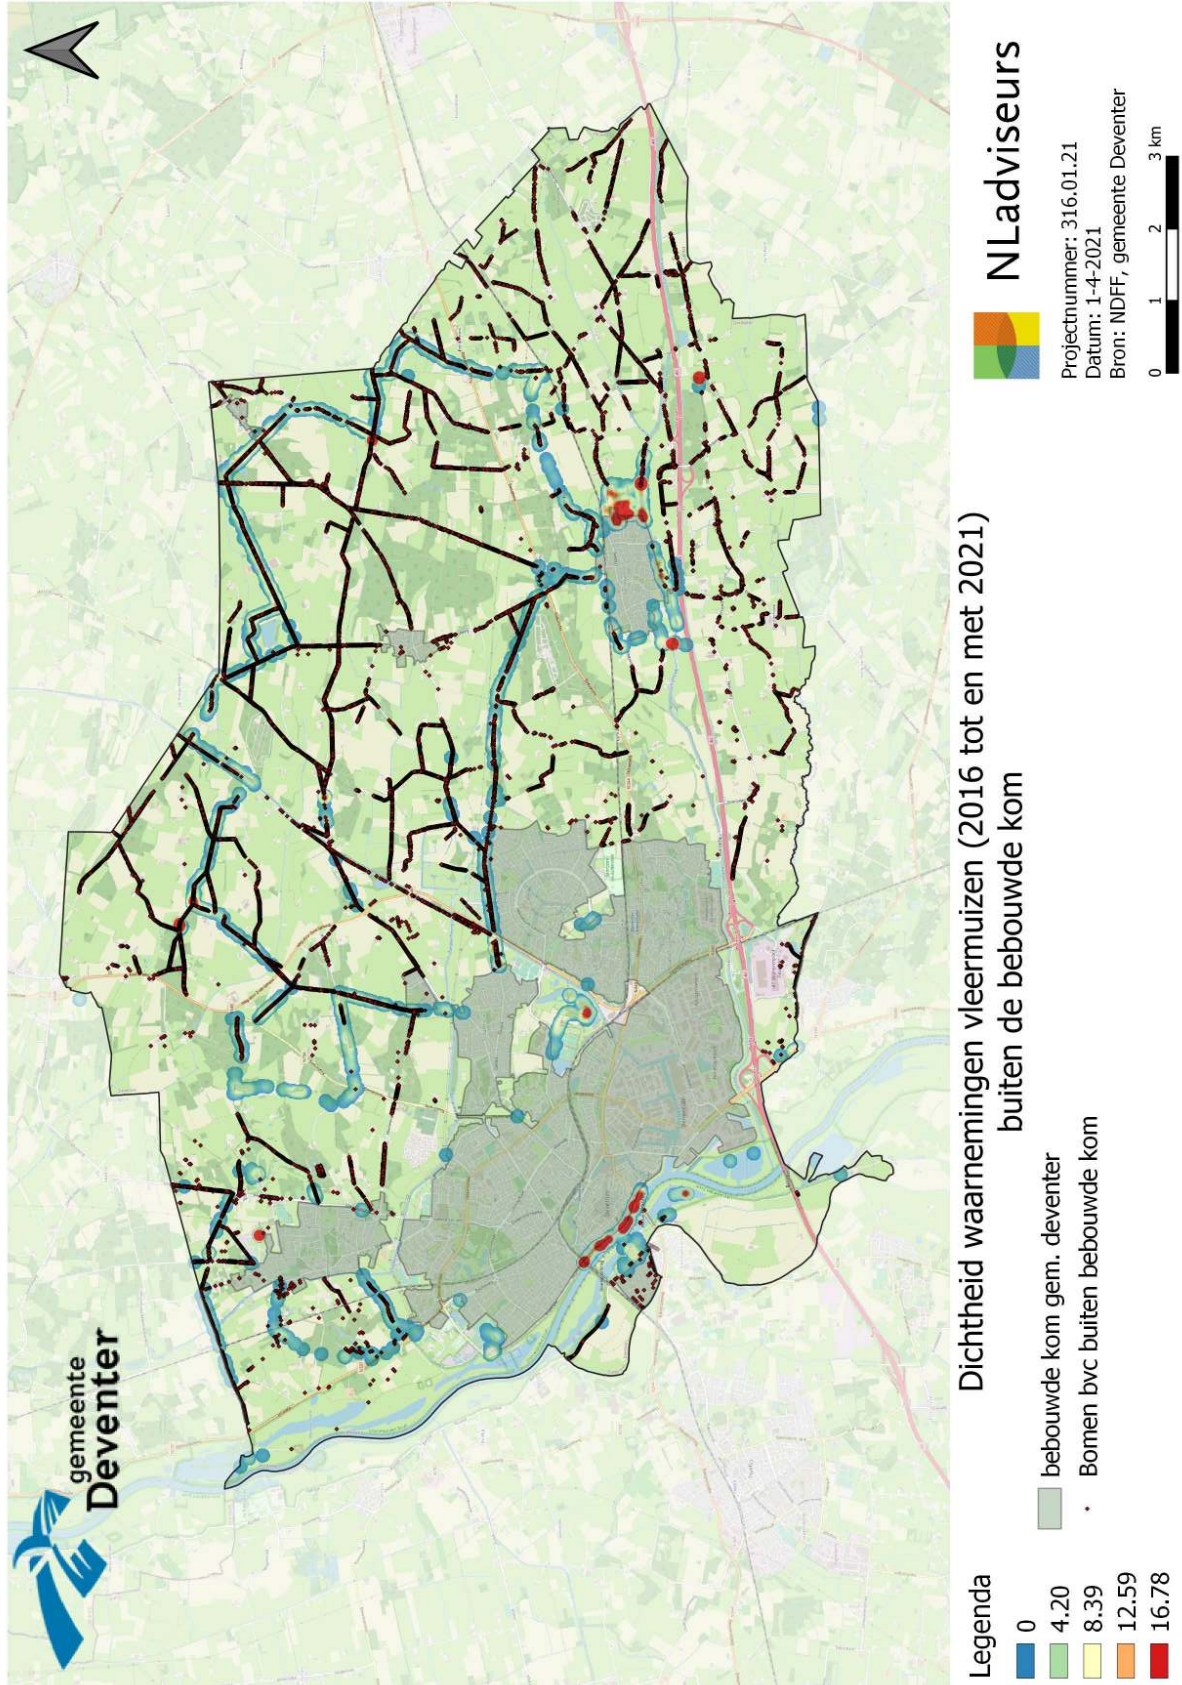 gemeente
Deventer
Dichtheid waarnemingen vleermuizen (2016 tot en met 2021)
buiten de bebouwde kom
Legenda
0
4.20
8.39
12.59
16.78
bebouwde kom gem. deventer
Bomen bvc buiten bebouwde kom
NLadviseurs
Projectnummer: 316.01.21
Datum: 1-4-2021
Bron: NDFF, gemeente Deventer
0 1 2 3 km